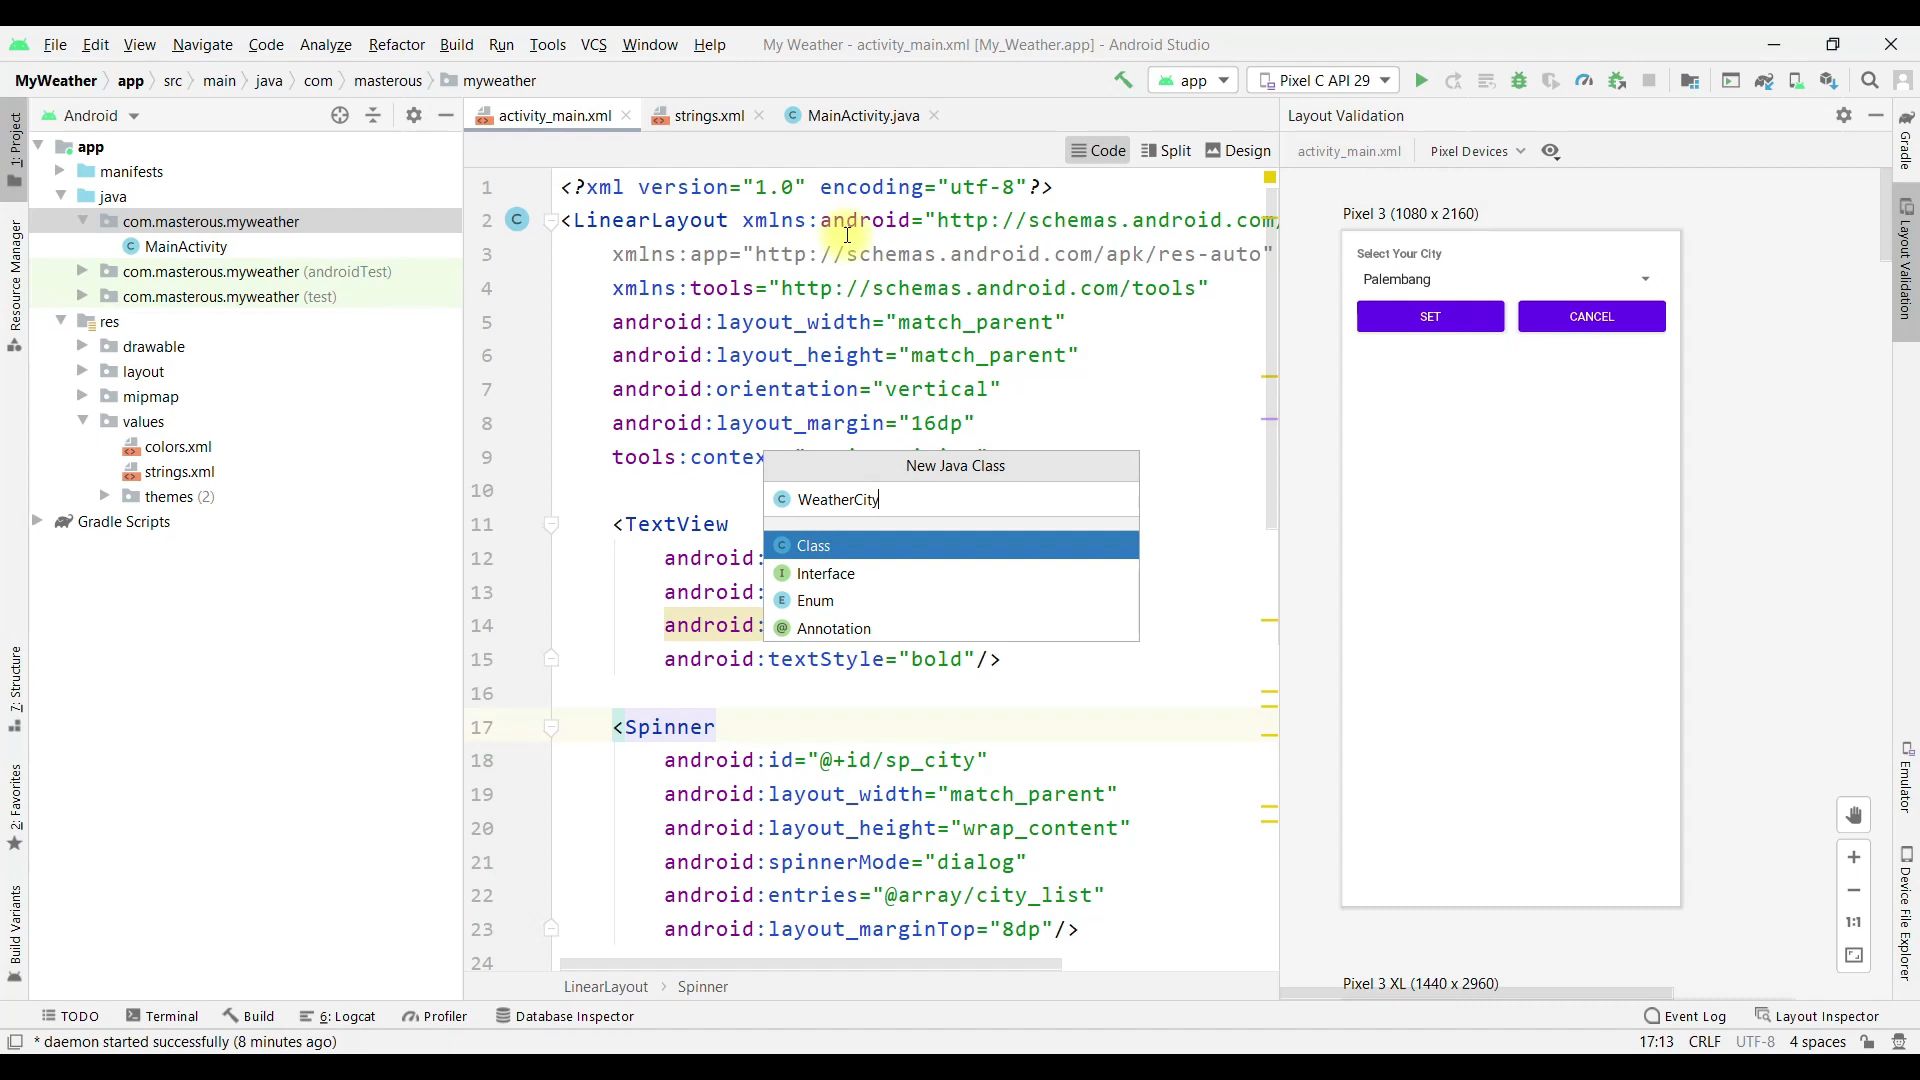 File Edit View Navigate Code Analyze Refactor Build Run Tools VCS Window Help My Weather - activity_main.xml [My_Weather.app] - Android Studio
MyWeather app src main java com masterous myweather app Pixel C API 29
Android
activity_main.xml strings.xml MainActivity.java
Layout Validation
Code Split Design
activity_main.xml Pixel Devices
1: Project
Resource Manager
7: Structure
2: Favorites
Build Variants
app
manifests
java
com.masterous.myweather
MainActivity
com.masterous.myweather (androidTest)
com.masterous.myweather (test)
res
drawable
layout
mipmap
values
colors.xml
strings.xml
themes (2)
Gradle Scripts
1 <?xml version="1.0" encoding="utf-8"?>
2 <LinearLayout xmlns:android="http://schemas.android.com/
3 xmlns:app="http://schemas.android.com/apk/res-auto"
4 xmlns:tools="http://schemas.android.com/tools"
5 android:layout_width="match_parent"
6 android:layout_height="match_parent"
7 android:orientation="vertical"
8 android:layout_margin="16dp"
9 tools:contex
10
11 <TextView
12 android:
13 android:
14 android:
15 android:textStyle="bold"/>
16
17 <Spinner
18 android:id="@+id/sp_city"
19 android:layout_width="match_parent"
20 android:layout_height="wrap_content"
21 android:spinnerMode="dialog"
22 android:entries="@array/city_list"
23 android:layout_marginTop="8dp"/>
24
New Java Class
WeatherCity
Class
Interface
Enum
Annotation
LinearLayout Spinner
Pixel 3 (1080 x 2160)
Select Your City
Palembang
SET CANCEL
1:1
Pixel 3 XL (1440 x 2960)
Gradle
Layout Validation
Emulator
Device File Explorer
TODO Terminal Build 6: Logcat Profiler Database Inspector Event Log Layout Inspector
* daemon started successfully (8 minutes ago) 17:13 CRLF UTF-8 4 spaces